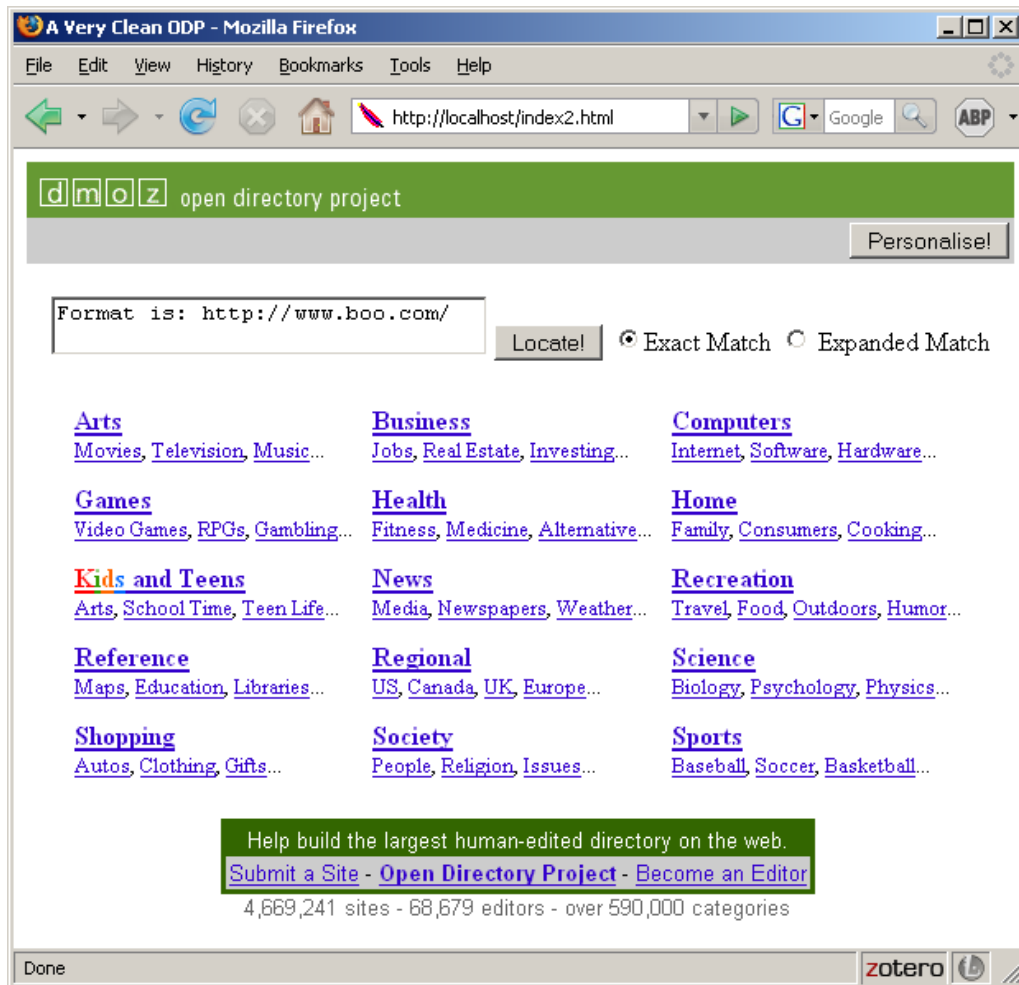 A Very Clean ODP - Mozilla Firefox
File Edit View History Bookmarks Tools Help
http://localhost/index2.html G Google ABP
dmoz open directory project
Personalise!
Format is: http://www.boo.com/
Locate! Exact Match Expanded Match
Arts Business Computers
Movies, Television, Music... Jobs, Real Estate, Investing... Internet, Software, Hardware...
Games Health Home
Video Games, RPGs, Gambling... Fitness, Medicine, Alternative... Family, Consumers, Cooking...
Kids and Teens News Recreation
Arts, School Time, Teen Life... Media, Newspapers, Weather... Travel, Food, Outdoors, Humor...
Reference Regional Science
Maps, Education, Libraries... US, Canada, UK, Europe... Biology, Psychology, Physics...
Shopping Society Sports
Autos, Clothing, Gifts... People, Religion, Issues... Baseball, Soccer, Basketball...
Help build the largest human-edited directory on the web.
Submit a Site - Open Directory Project - Become an Editor
4,669,241 sites - 68,679 editors - over 590,000 categories
Done zotero